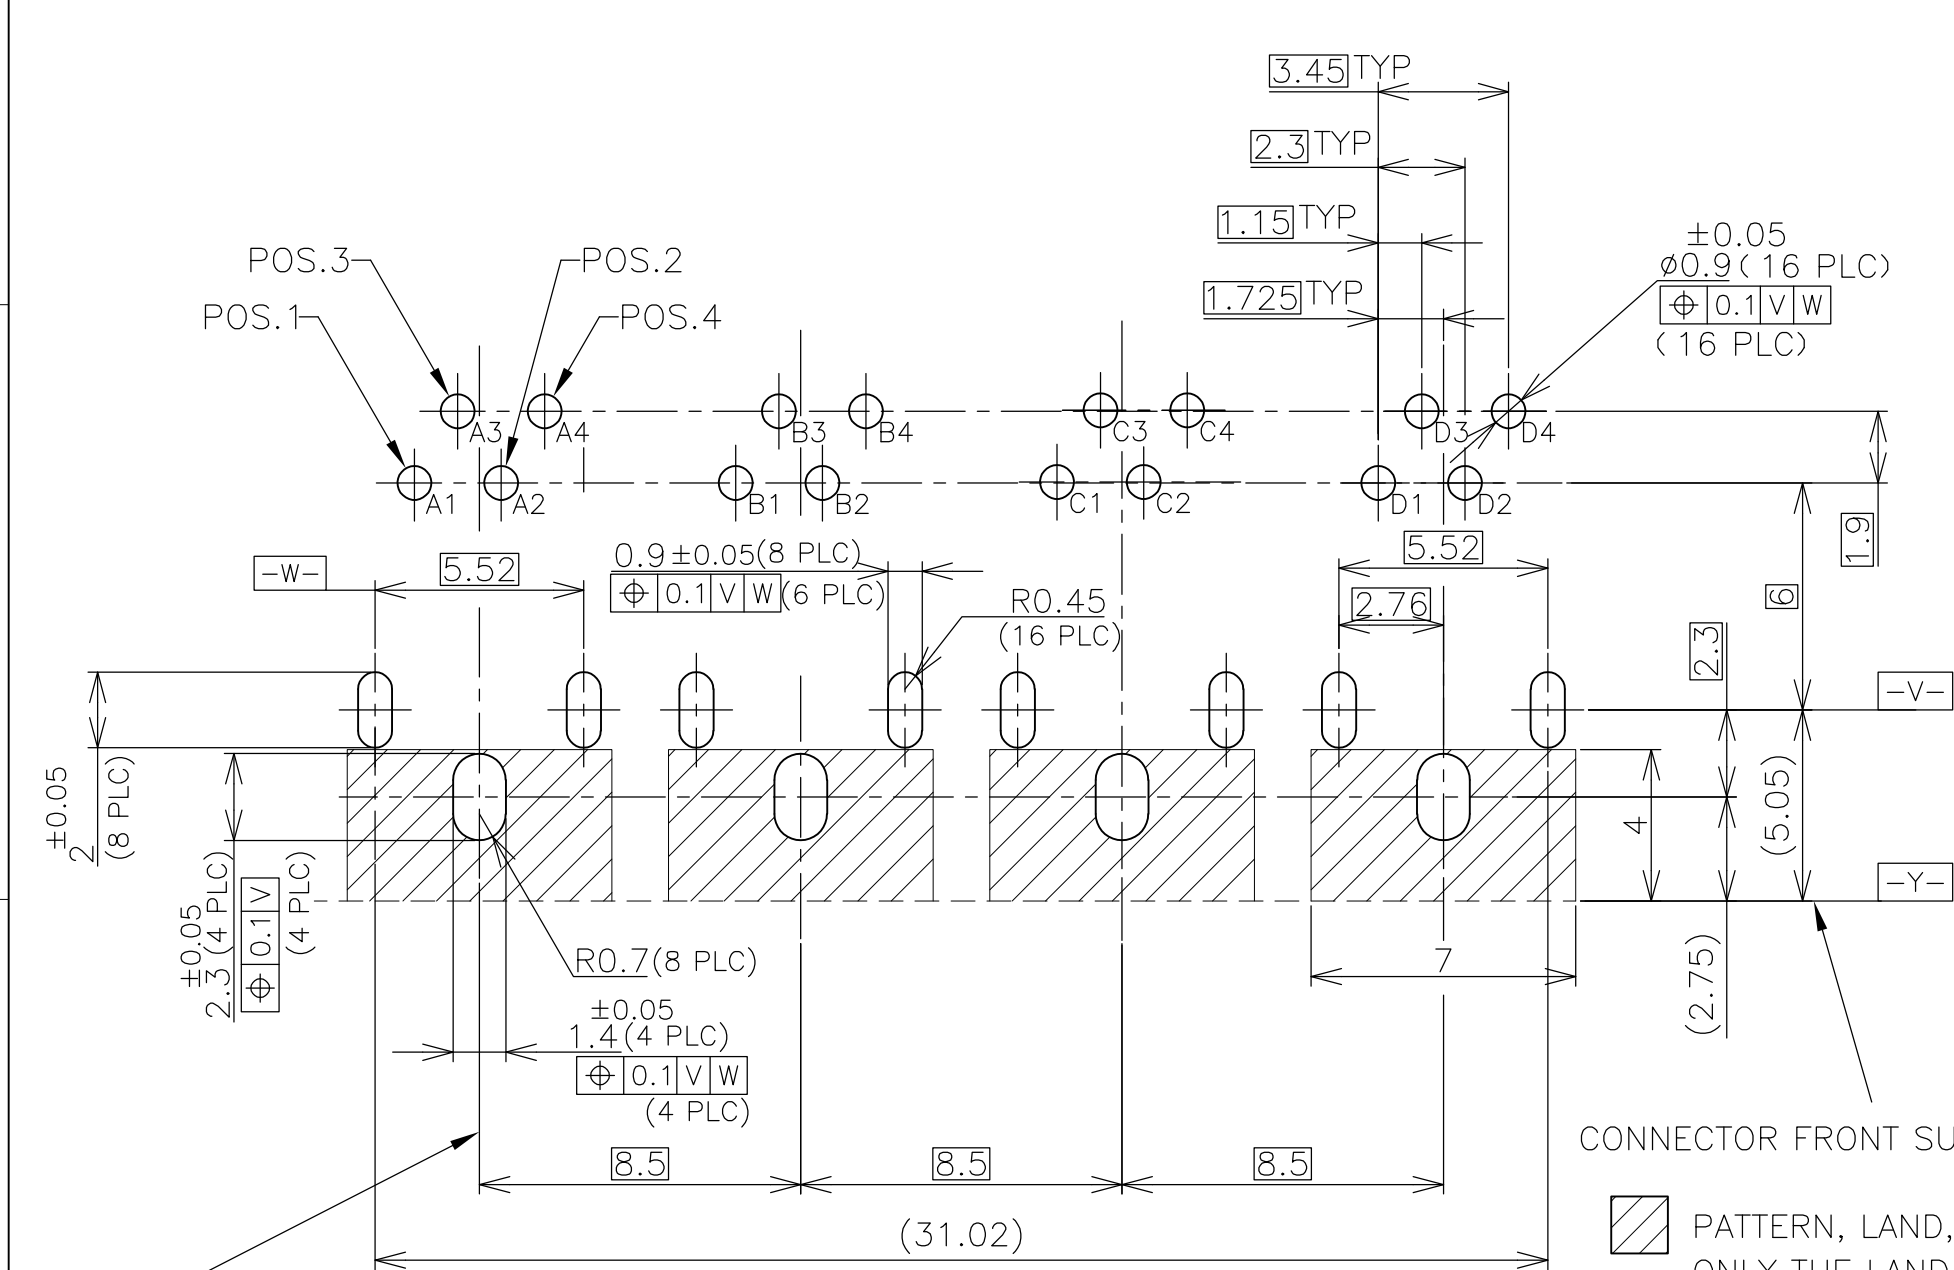 3.45 TYP
2.3 TYP
1.15 TYP
1.725 TYP
±0.05
⌀0.9(16 PLC)
⌖ 0.1 V W
(16 PLC)
POS.3
POS.2
POS.1
POS.4
A3
A4
B3
B4
C3
C4
D3
D4
A1
A2
B1
B2
C1
C2
D1
D2
1.9
-W-
5.52
0.9±0.05(8 PLC)
⌖ 0.1 V W (6 PLC)
R0.45
(16 PLC)
5.52
2.76
6
2.3
-V-
±0.05
2
(8 PLC)
4
(5.05)
-Y-
±0.05
2.3(4 PLC)
⌖ 0.1 V
(4 PLC)
R0.7(8 PLC)
7
(2.75)
±0.05
1.4(4 PLC)
⌖ 0.1 V W
(4 PLC)
CONNECTOR FRONT SU
8.5
8.5
8.5
(31.02)
PATTERN, LAND,
ONLY THE LAND